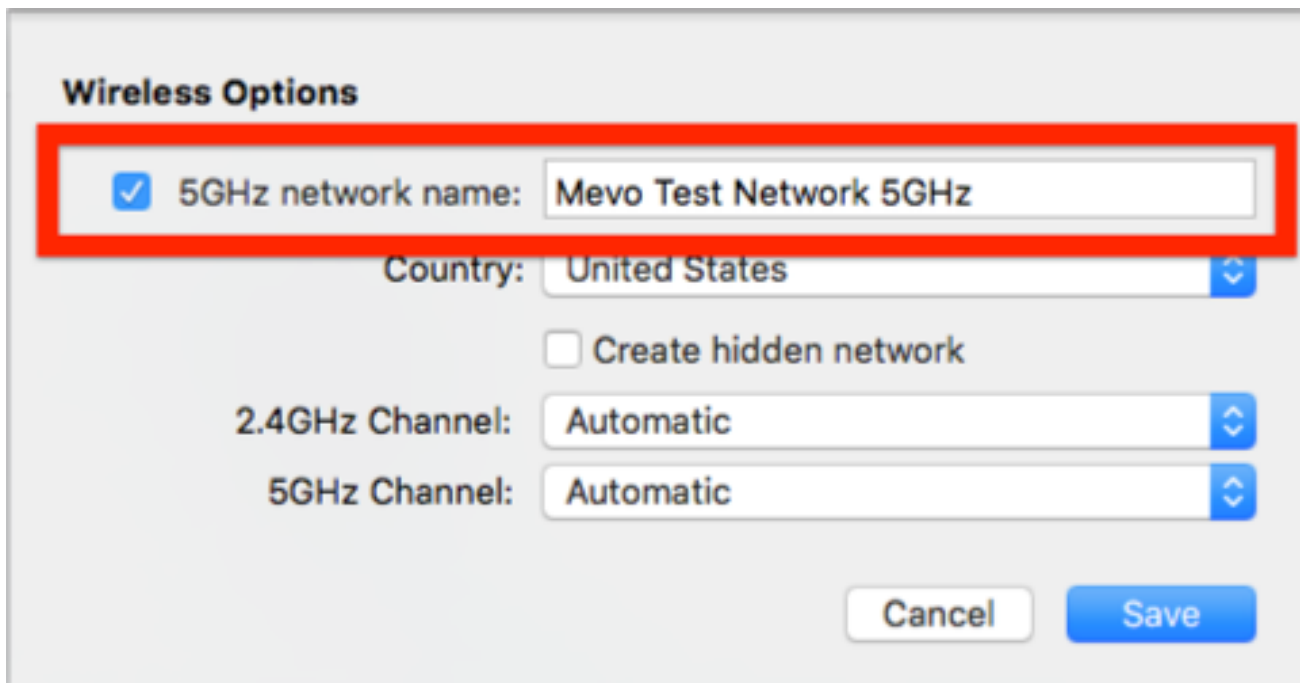 Wireless Options
5GHz network name: Mevo Test Network 5GHz
Country: United States
Create hidden network
2.4GHz Channel: Automatic
5GHz Channel: Automatic
Cancel Save